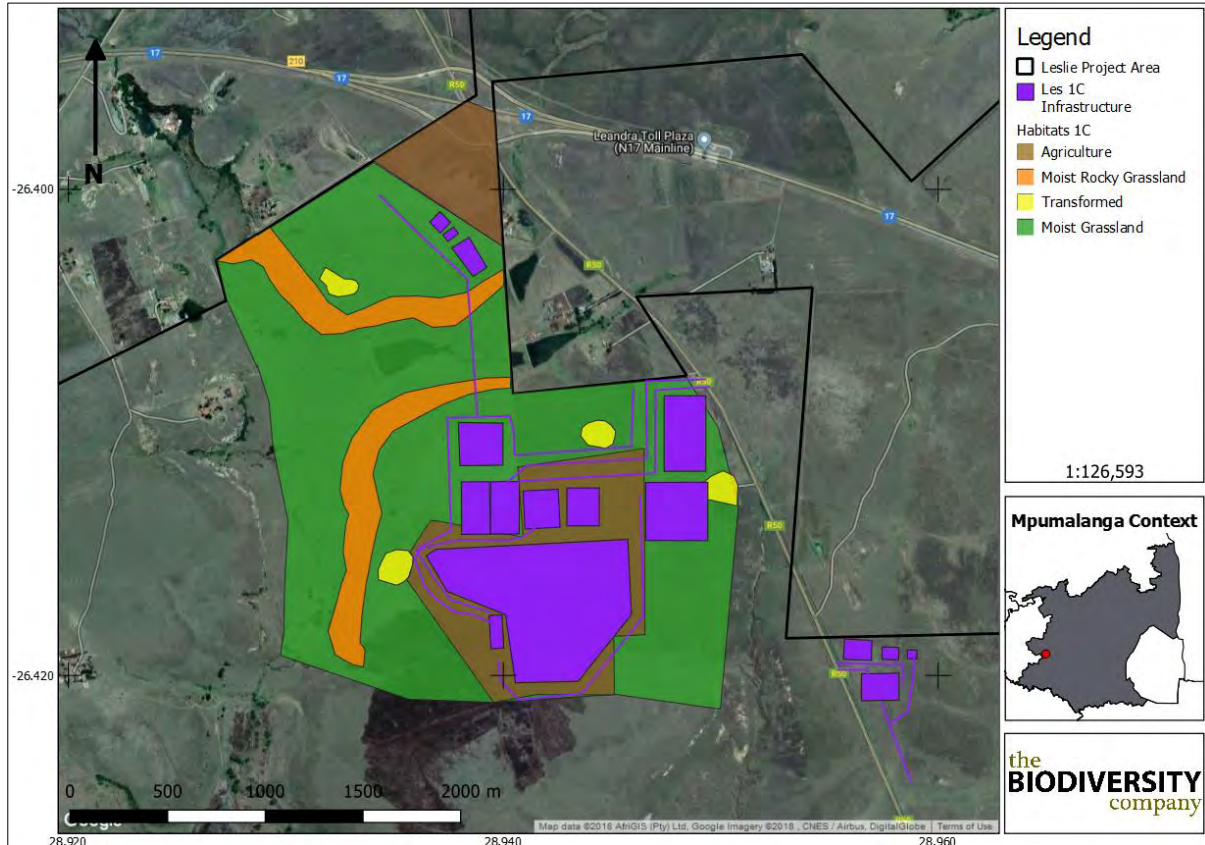 17
210
17
R50
17
Leandra Toll Plaza
(N17 Mainline)
N
-26.400
17
R50
R50
R50
-26.420
R50
0 500 1000 1500 2000 m
Map data ©2018 AfriGIS (Pty) Ltd, Google Imagery ©2018 , CNES / Airbus, DigitalGlobe
Terms of Use
28.920 28.940 28.960
Legend
Leslie Project Area
Les 1C
Infrastructure
Habitats 1C
Agriculture
Moist Rocky Grassland
Transformed
Moist Grassland
1:126,593
Mpumalanga Context
the
BIODIVERSITY
company